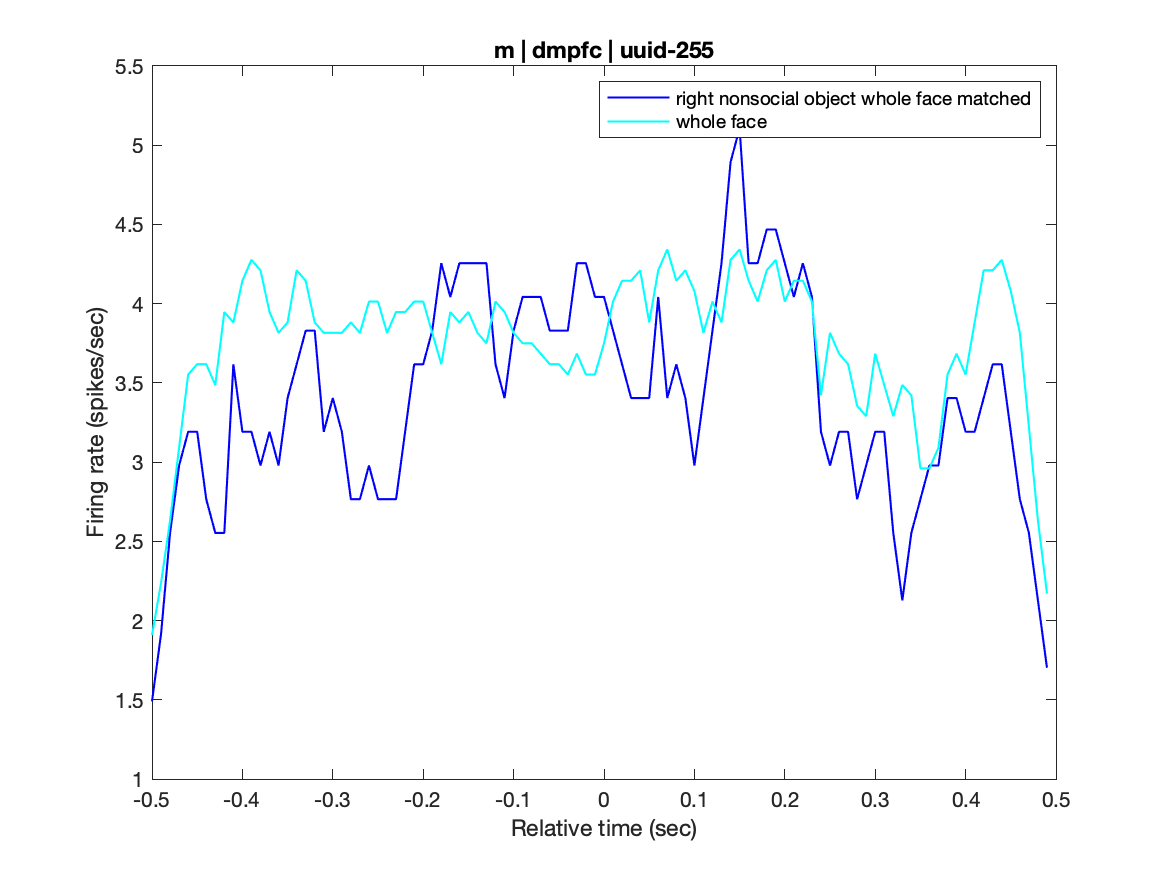 m | dmpfc | uuid-255
right nonsocial object whole face matched
whole face
Firing rate (spikes/sec)
5.5
5
4.5
4
3.5
3
2.5
2
1.5
1
-0.5 -0.4 -0.3 -0.2 -0.1 0 0.1 0.2 0.3 0.4 0.5
Relative time (sec)